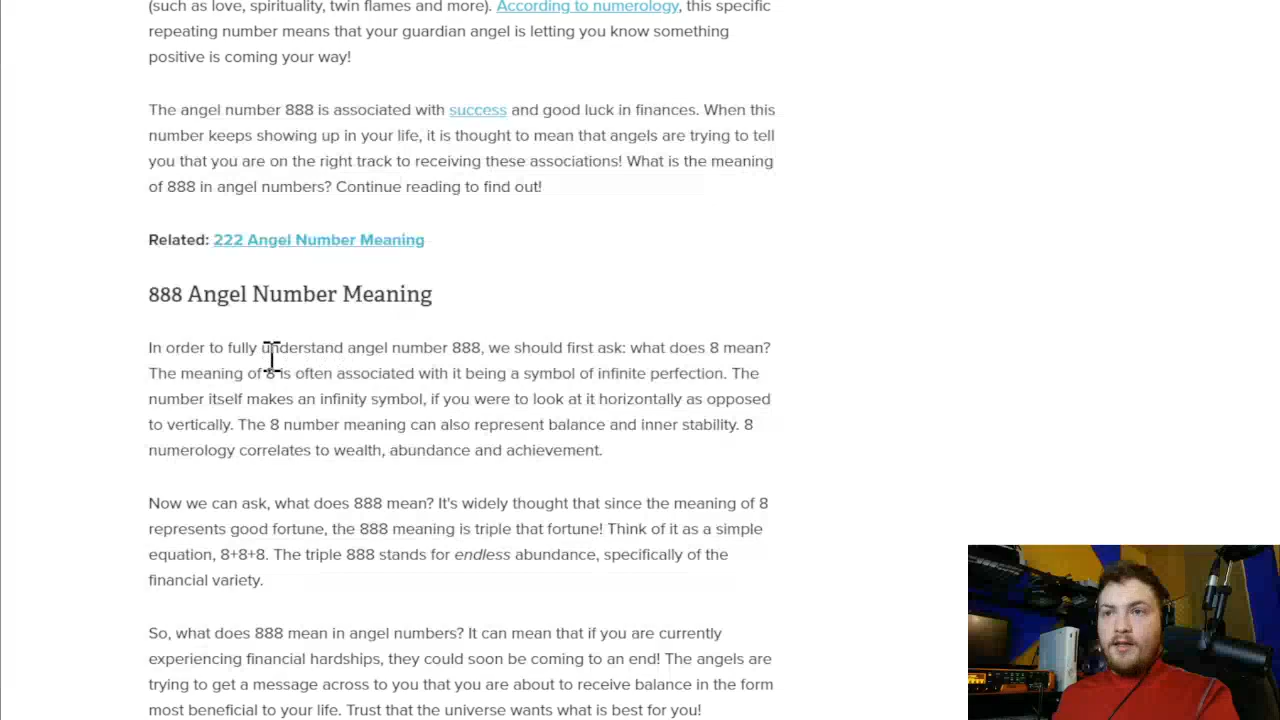 (such as love, spirituality, twin flames and more). According to numerology, this specific
repeating number means that your guardian angel is letting you know something
positive is coming your way!
The angel number 888 is associated with success and good luck in finances. When this
number keeps showing up in your life, it is thought to mean that angels are trying to tell
you that you are on the right track to receiving these associations! What is the meaning
of 888 in angel numbers? Continue reading to find out!
Related: 222 Angel Number Meaning
888 Angel Number Meaning
In order to fully understand angel number 888, we should first ask: what does 8 mean?
The meaning of 8 is often associated with it being a symbol of infinite perfection. The
number itself makes an infinity symbol, if you were to look at it horizontally as opposed
to vertically. The 8 number meaning can also represent balance and inner stability. 8
numerology correlates to wealth, abundance and achievement.
Now we can ask, what does 888 mean? It's widely thought that since the meaning of 8
represents good fortune, the 888 meaning is triple that fortune! Think of it as a simple
equation, 8+8+8. The triple 888 stands for endless abundance, specifically of the
financial variety.
So, what does 888 mean in angel numbers? It can mean that if you are currently
experiencing financial hardships, they could soon be coming to an end! The angels are
trying to get a message across to you that you are about to receive balance in the form
most beneficial to your life. Trust that the universe wants what is best for you!